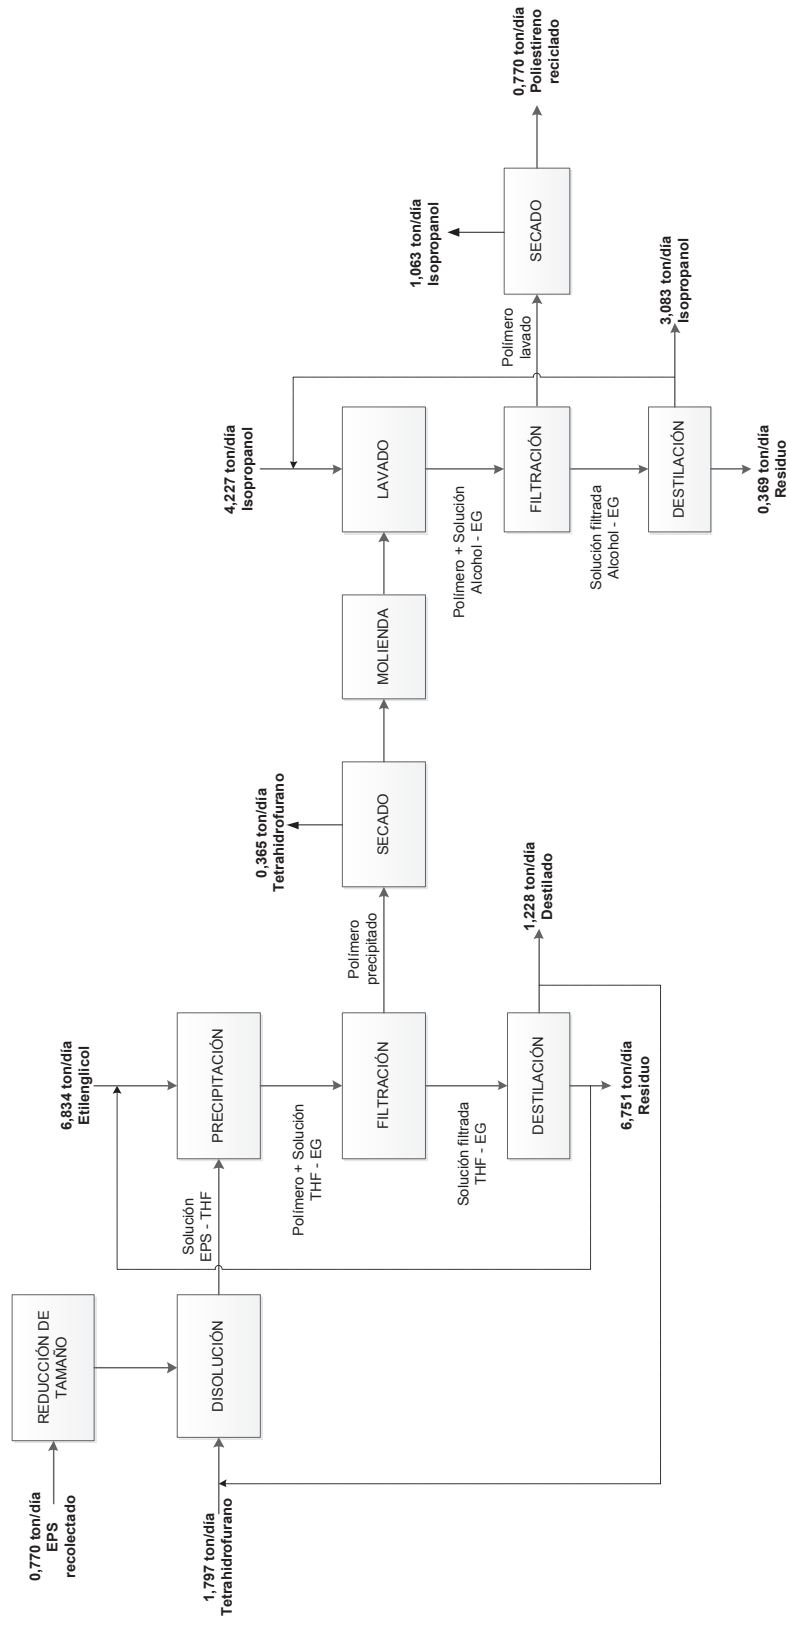 0,770 ton/día
EPS
recolectado
REDUCCIÓN DE
TAMAÑO
1,797 ton/día
Tetrahidrofurano
DISOLUCIÓN
Solución
EPS - THF
6,834 ton/día
Etilenglicol
PRECIPITACIÓN
Polímero + Solución
THF - EG
FILTRACIÓN
Solución filtrada
THF - EG
DESTILACIÓN
6,751 ton/día
Residuo
1,228 ton/día
Destilado
Polímero
precipitado
0,365 ton/día
Tetrahidrofurano
SECADO
MOLIENDA
4,227 ton/día
Isopropanol
LAVADO
Polímero + Solución
Alcohol - EG
FILTRACIÓN
Solución filtrada
Alcohol - EG
DESTILACIÓN
0,369 ton/día
Residuo
3,083 ton/día
Isopropanol
Polímero
lavado
1,063 ton/día
Isopropanol
SECADO
0,770 ton/día
Poliestireno
reciclado